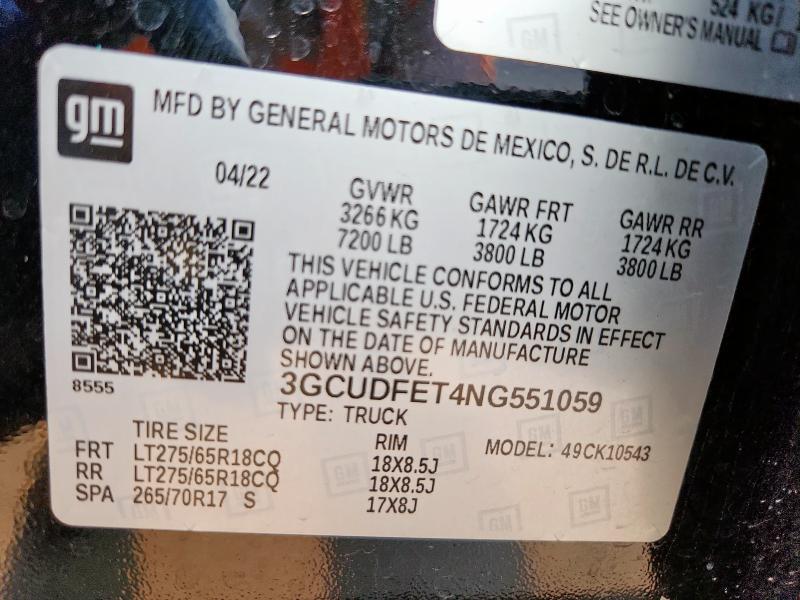 524 KG
SEE OWNER'S MANUAL
gm
MFD BY GENERAL MOTORS DE MEXICO, S. DE R.L. DE C.V.
04/22
GVWR GAWR FRT GAWR RR
3266 KG 1724 KG 1724 KG
7200 LB 3800 LB 3800 LB
THIS VEHICLE CONFORMS TO ALL
APPLICABLE U.S. FEDERAL MOTOR
VEHICLE SAFETY STANDARDS IN EFFECT
ON THE DATE OF MANUFACTURE
SHOWN ABOVE.
8555
3GCUDFET4NG551059
TYPE: TRUCK
TIRE SIZE RIM MODEL: 49CK10543
FRT LT275/65R18CQ 18X8.5J
RR LT275/65R18CQ 18X8.5J
SPA 265/70R17 S 17X8J